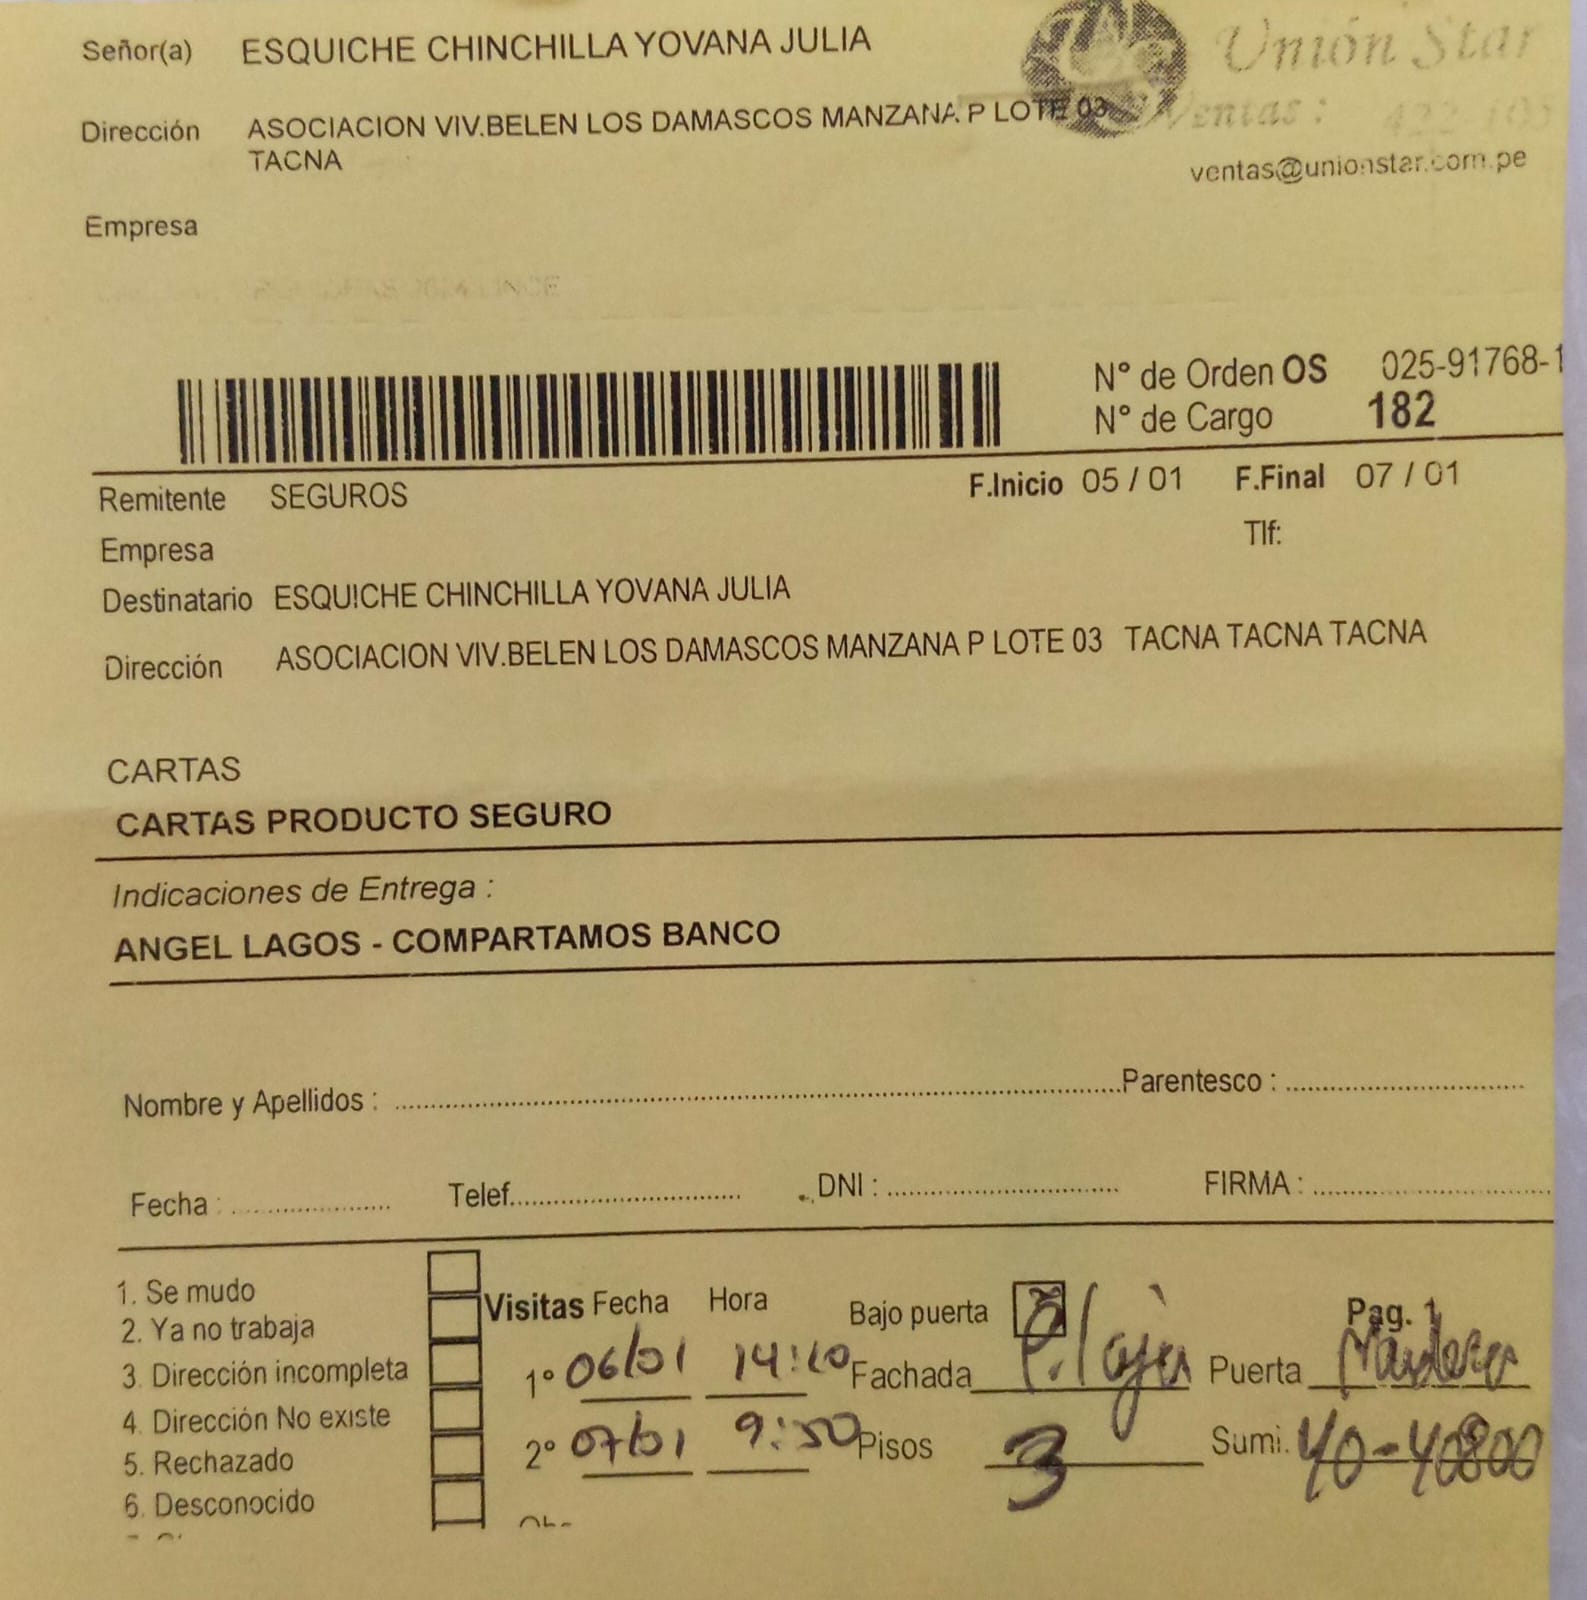 Señor(a) ESQUICHE CHINCHILLA YOVANA JULIA
Unión Star
Dirección ASOCIACION VIV.BELEN LOS DAMASCOS MANZANA P LOTE 03
Ventas :
TACNA
ventas@unionstar.com.pe
Empresa
N° de Orden OS 025-91768-1
N° de Cargo 182
Remitente SEGUROS F.Inicio 05 / 01 F.Final 07 / 01
Empresa Tlf:
Destinatario ESQUICHE CHINCHILLA YOVANA JULIA
Dirección ASOCIACION VIV.BELEN LOS DAMASCOS MANZANA P LOTE 03 TACNA TACNA TACNA
CARTAS
CARTAS PRODUCTO SEGURO
Indicaciones de Entrega :
ANGEL LAGOS - COMPARTAMOS BANCO
Nombre y Apellidos : Parentesco :
Fecha : Telef. DNI : FIRMA :
1. Se mudo
2. Ya no trabaja
3. Dirección incompleta
4. Dirección No existe
5. Rechazado
6. Desconocido
Visitas Fecha Hora Bajo puerta Pag. 1
1° 06/01 14:10 Fachada Puerta Madera
2° 07/01 9:50 Pisos 3 Sumi. 40-40800